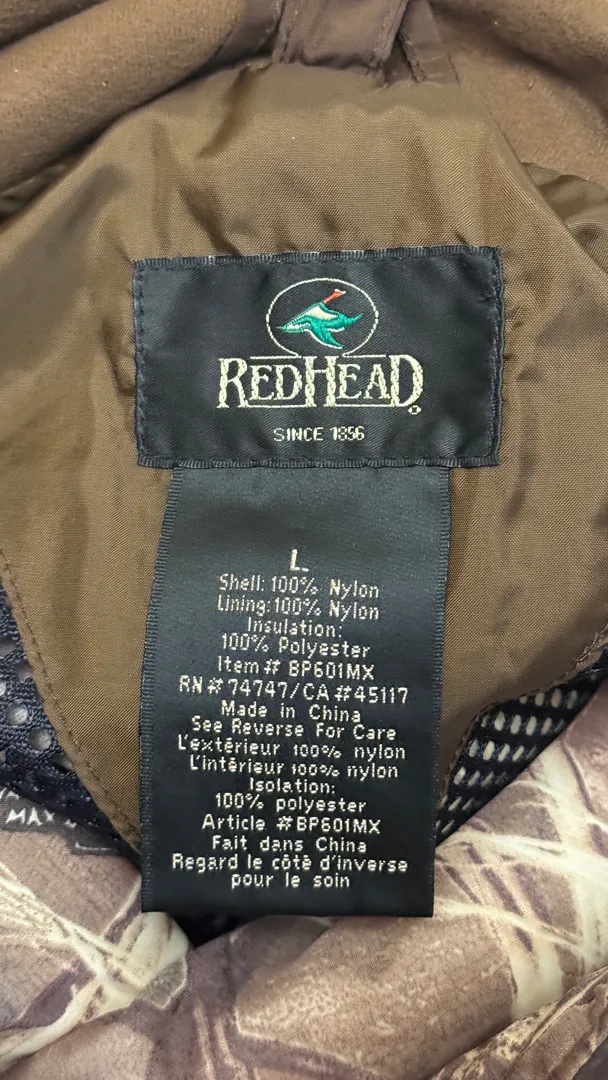 REDHEAD®
SINCE 1856
L
Shell: 100% Nylon
Lining: 100% Nylon
Insulation:
100% Polyester
Item # BP601MX
RN # 74747/CA #45117
Made in China
See Reverse For Care
L'extérieur 100% nylon
L'intérieur 100% nylon
Isolation:
100% polyester
Article #BP601MX
Fait dans China
Regard le côté d'inverse
pour le soin